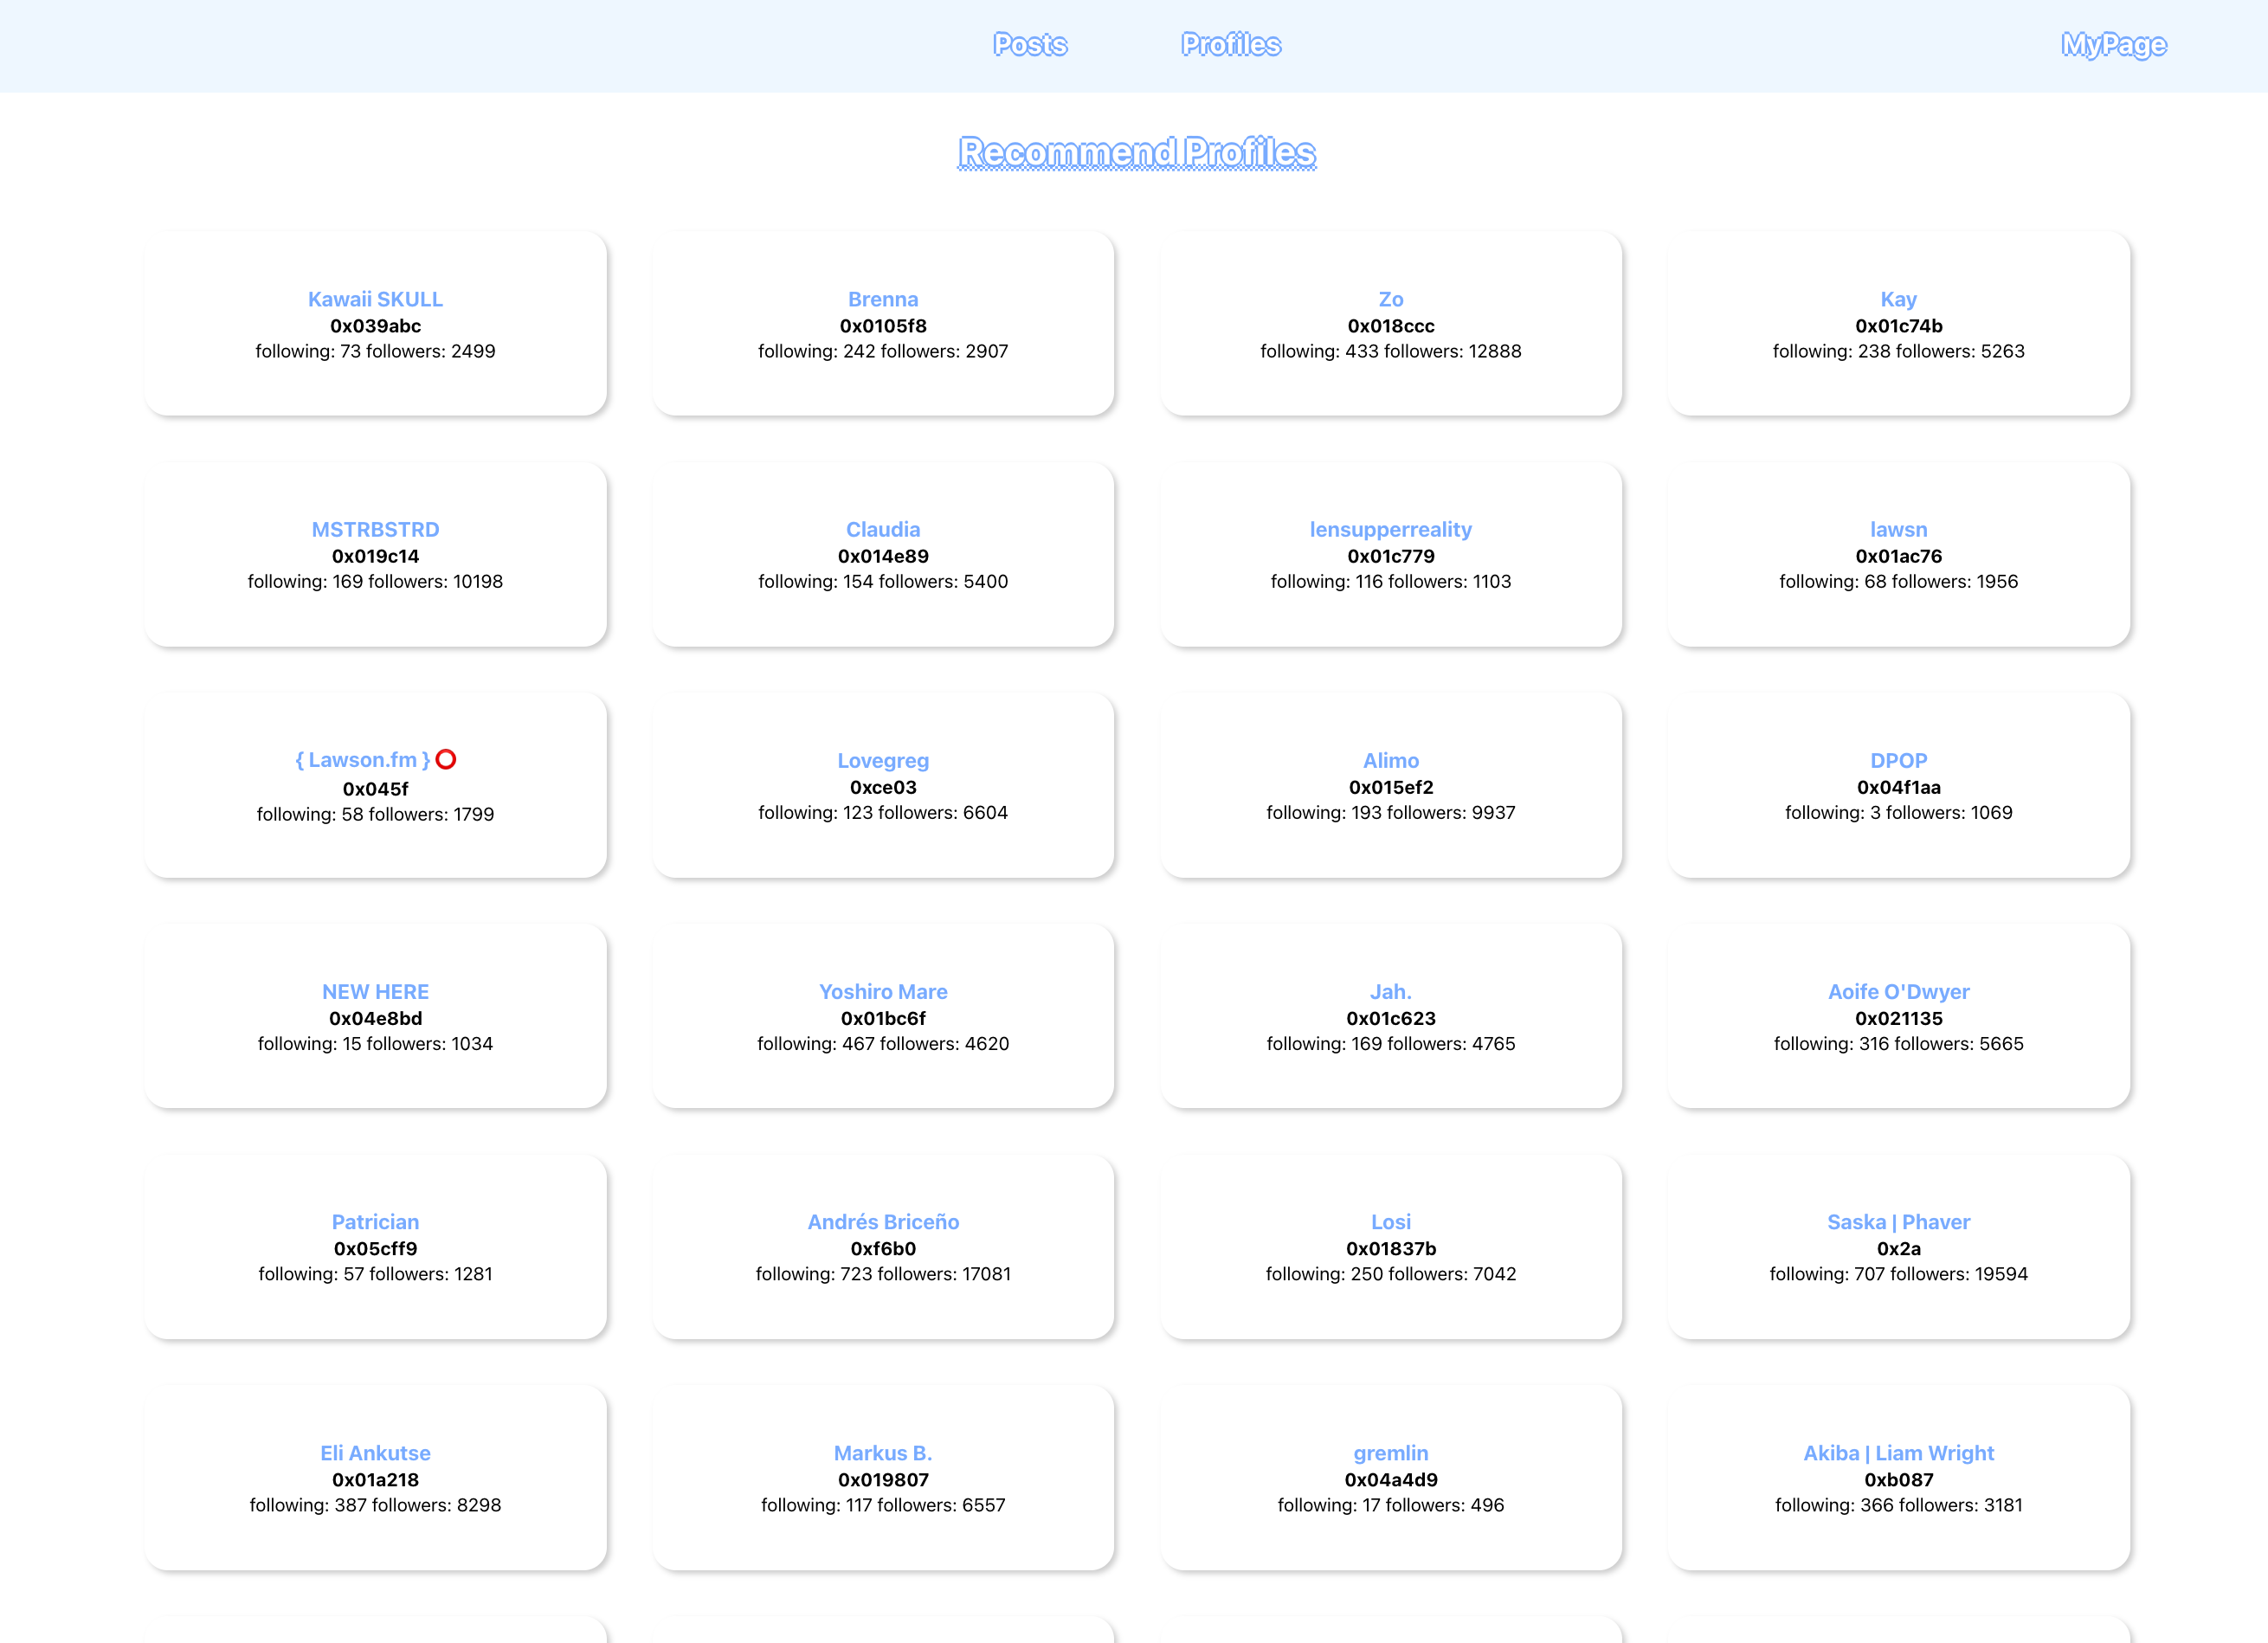 Posts Profiles MyPage
Recommend Profiles
Kawaii SKULL
0x039abc
following: 73 followers: 2499
Brenna
0x0105f8
following: 242 followers: 2907
Zo
0x018ccc
following: 433 followers: 12888
Kay
0x01c74b
following: 238 followers: 5263
MSTRBSTRD
0x019c14
following: 169 followers: 10198
Claudia
0x014e89
following: 154 followers: 5400
lensupperreality
0x01c779
following: 116 followers: 1103
lawsn
0x01ac76
following: 68 followers: 1956
{ Lawson.fm } ⭕
0x045f
following: 58 followers: 1799
Lovegreg
0xce03
following: 123 followers: 6604
Alimo
0x015ef2
following: 193 followers: 9937
DPOP
0x04f1aa
following: 3 followers: 1069
NEW HERE
0x04e8bd
following: 15 followers: 1034
Yoshiro Mare
0x01bc6f
following: 467 followers: 4620
Jah.
0x01c623
following: 169 followers: 4765
Aoife O'Dwyer
0x021135
following: 316 followers: 5665
Patrician
0x05cff9
following: 57 followers: 1281
Andrés Briceño
0xf6b0
following: 723 followers: 17081
Losi
0x01837b
following: 250 followers: 7042
Saska | Phaver
0x2a
following: 707 followers: 19594
Eli Ankutse
0x01a218
following: 387 followers: 8298
Markus B.
0x019807
following: 117 followers: 6557
gremlin
0x04a4d9
following: 17 followers: 496
Akiba | Liam Wright
0xb087
following: 366 followers: 3181